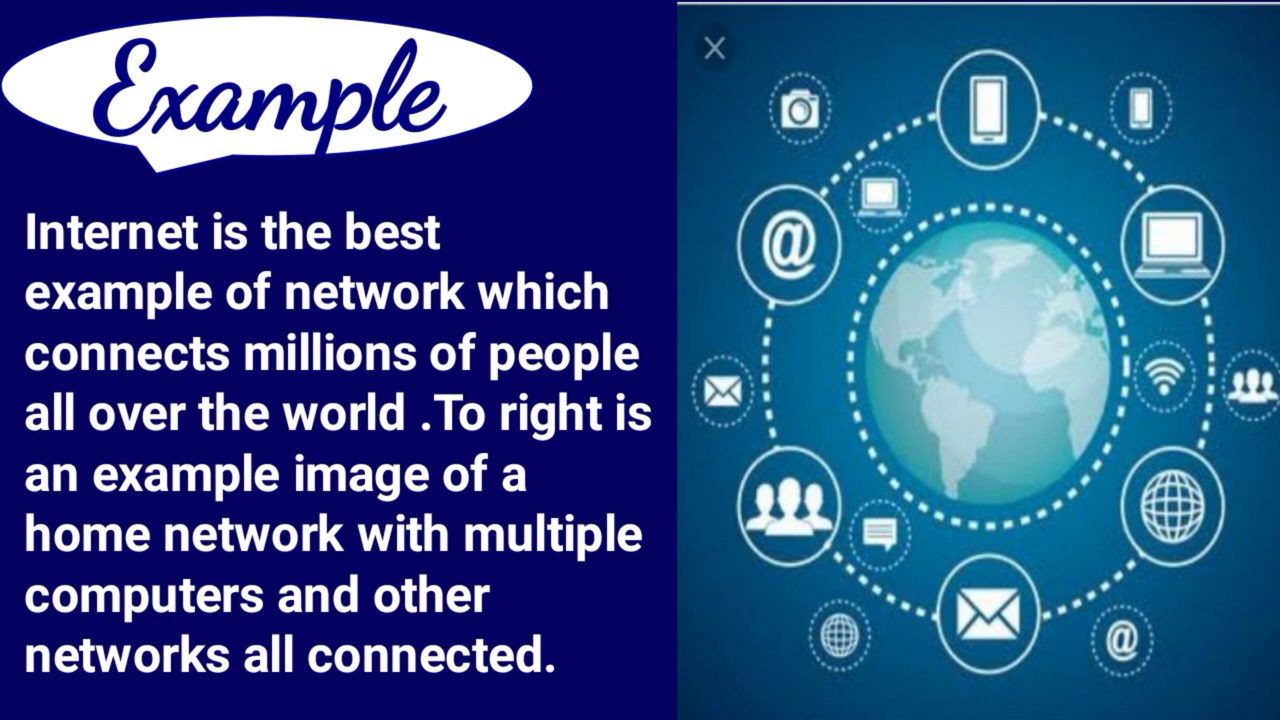 Example
Internet is the best
example of network which
connects millions of people
all over the world .To right is
an example image of a
home network with multiple
computers and other
networks all connected.
@
@